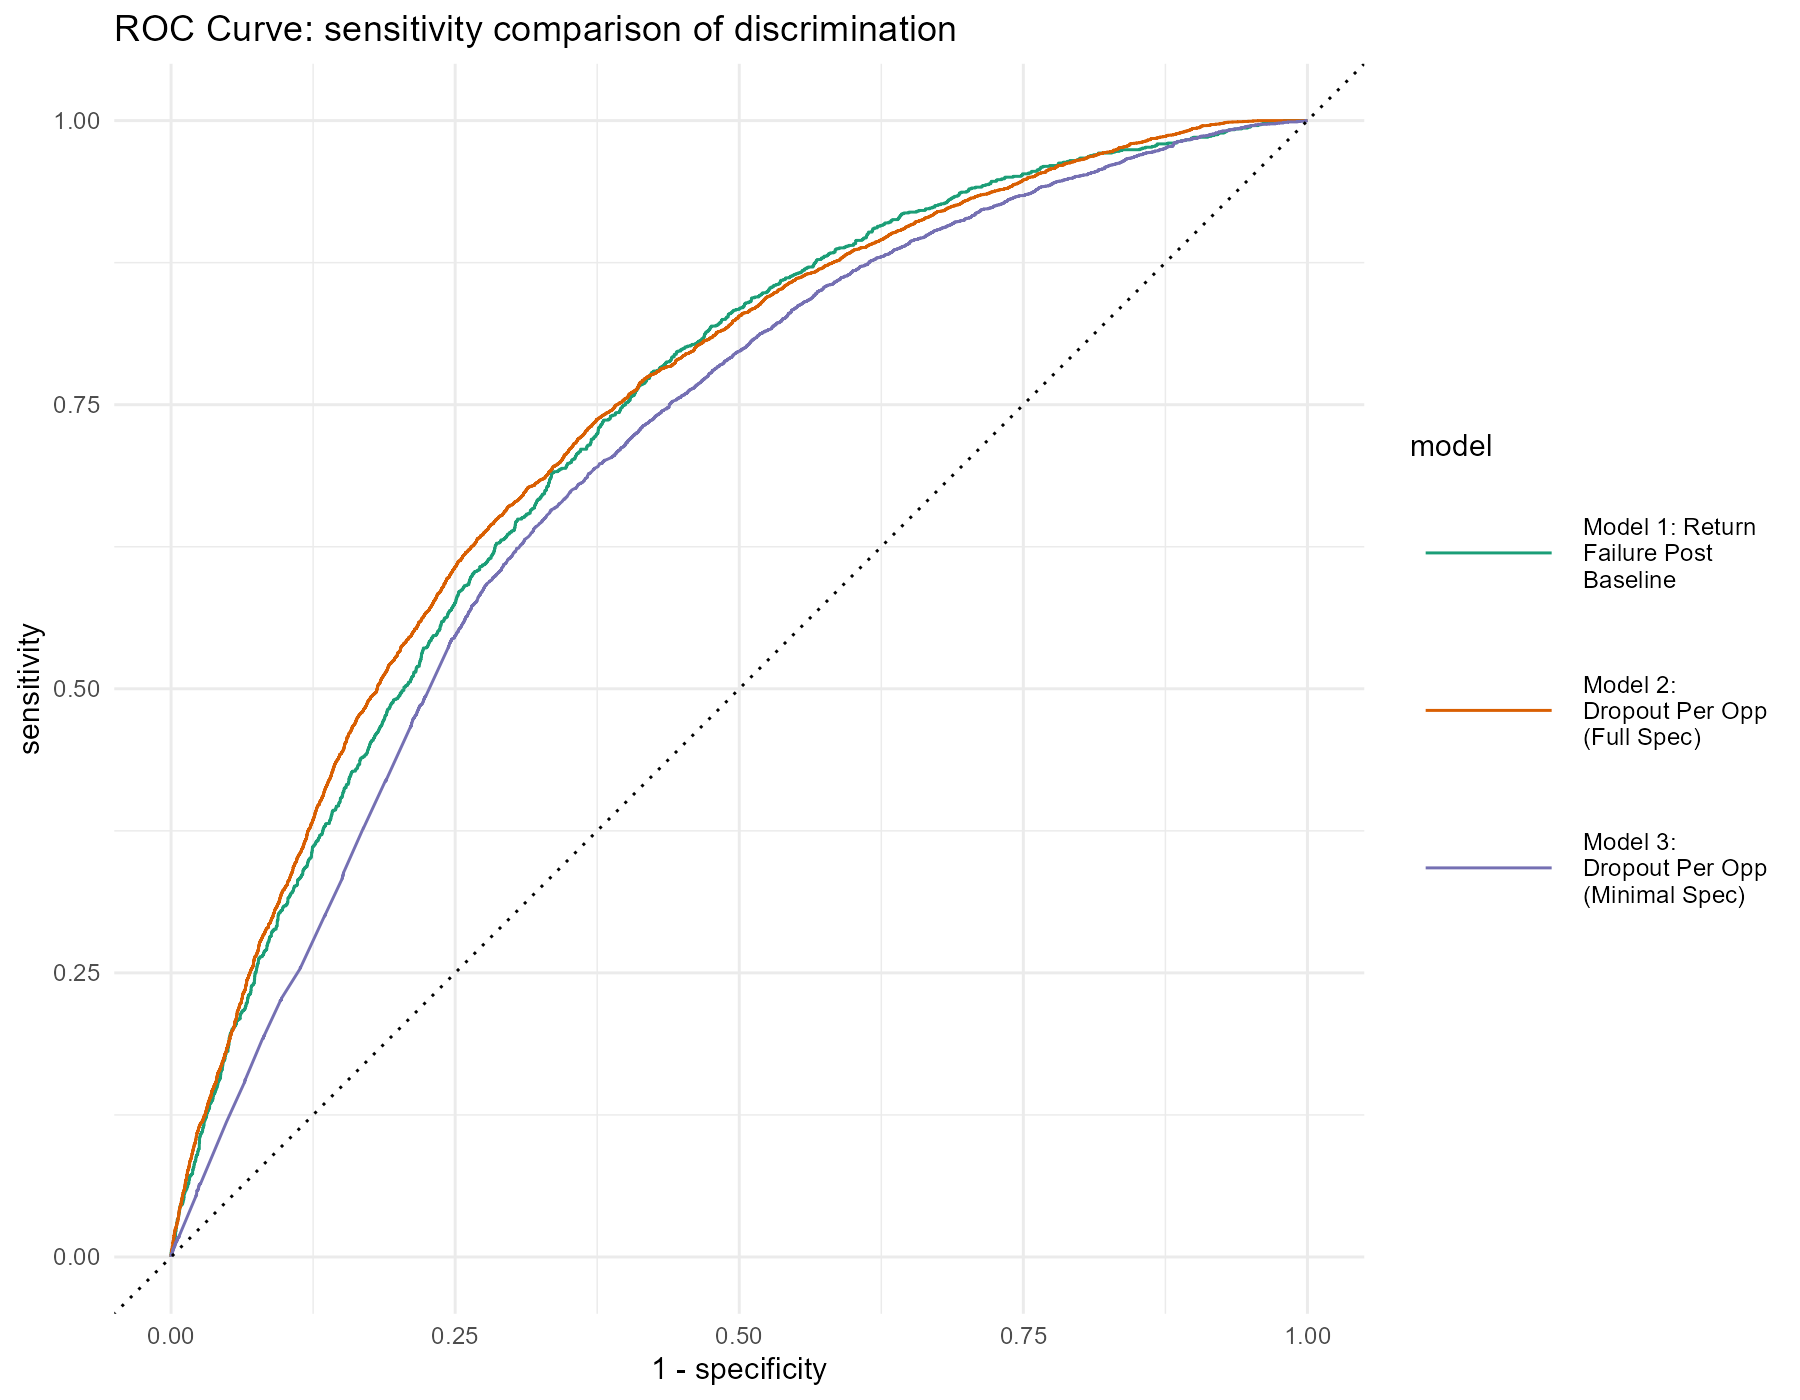 ROC Curve: sensitivity comparison of discrimination
1.00
0.75
0.50
0.25
0.00
sensitivity
0.00
0.25
0.50
0.75
1.00
1 - specificity
model
Model 1: Return
Failure Post
Baseline
Model 2:
Dropout Per Opp
(Full Spec)
Model 3:
Dropout Per Opp
(Minimal Spec)